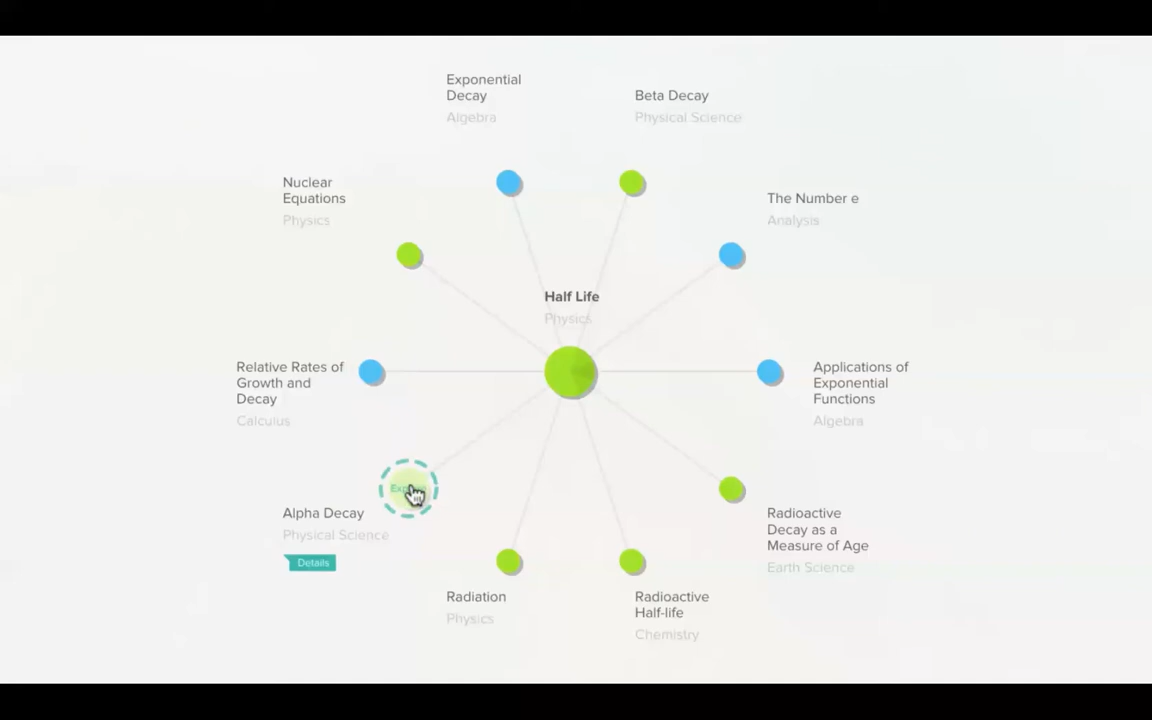 Exponential
Decay
Algebra
Beta Decay
Physical Science
Nuclear
Equations
Physics
The Number e
Analysis
Half Life
Physics
Relative Rates of
Growth and
Decay
Calculus
Applications of
Exponential
Functions
Algebra
Alpha Decay
Physical Science
Details
Radioactive
Decay as a
Measure of Age
Earth Science
Radiation
Physics
Radioactive
Half-life
Chemistry